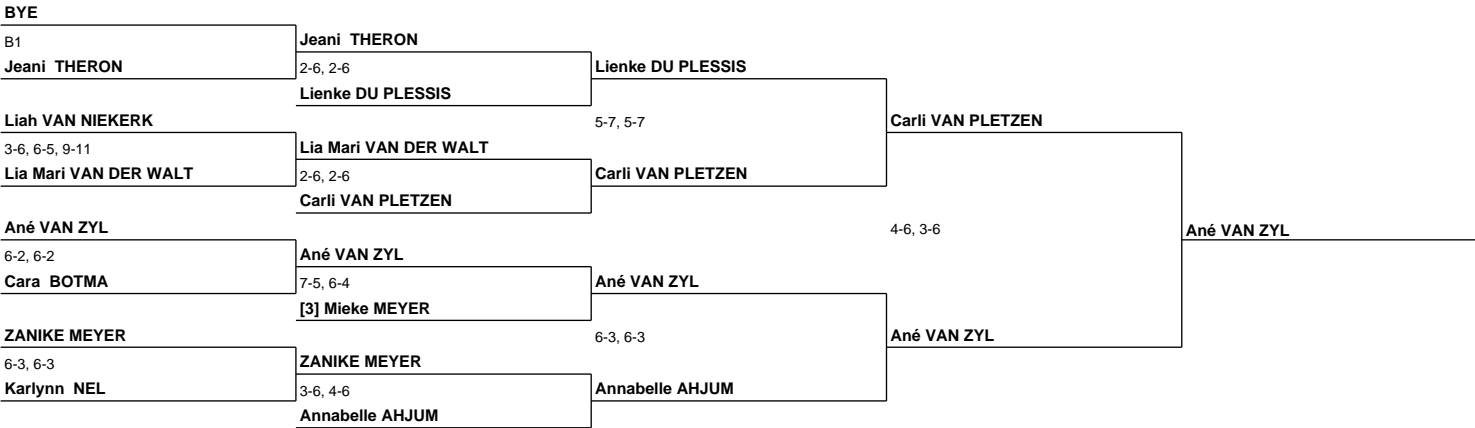 BYE
B1
Jeani  THERON
Jeani  THERON
2-6, 2-6
Lienke DU PLESSIS
Lienke DU PLESSIS
Liah VAN NIEKERK
3-6, 6-5, 9-11
Lia Mari VAN DER WALT
Lia Mari VAN DER WALT
2-6, 2-6
Carli VAN PLETZEN
Carli VAN PLETZEN
5-7, 5-7
Carli VAN PLETZEN
Ané VAN ZYL
6-2, 6-2
Cara  BOTMA
Ané VAN ZYL
7-5, 6-4
[3] Mieke MEYER
Ané VAN ZYL
ZANIKE MEYER
6-3, 6-3
Karlynn  NEL
ZANIKE MEYER
3-6, 4-6
Annabelle AHJUM
Annabelle AHJUM
6-3, 6-3
Ané VAN ZYL
4-6, 3-6
Ané VAN ZYL